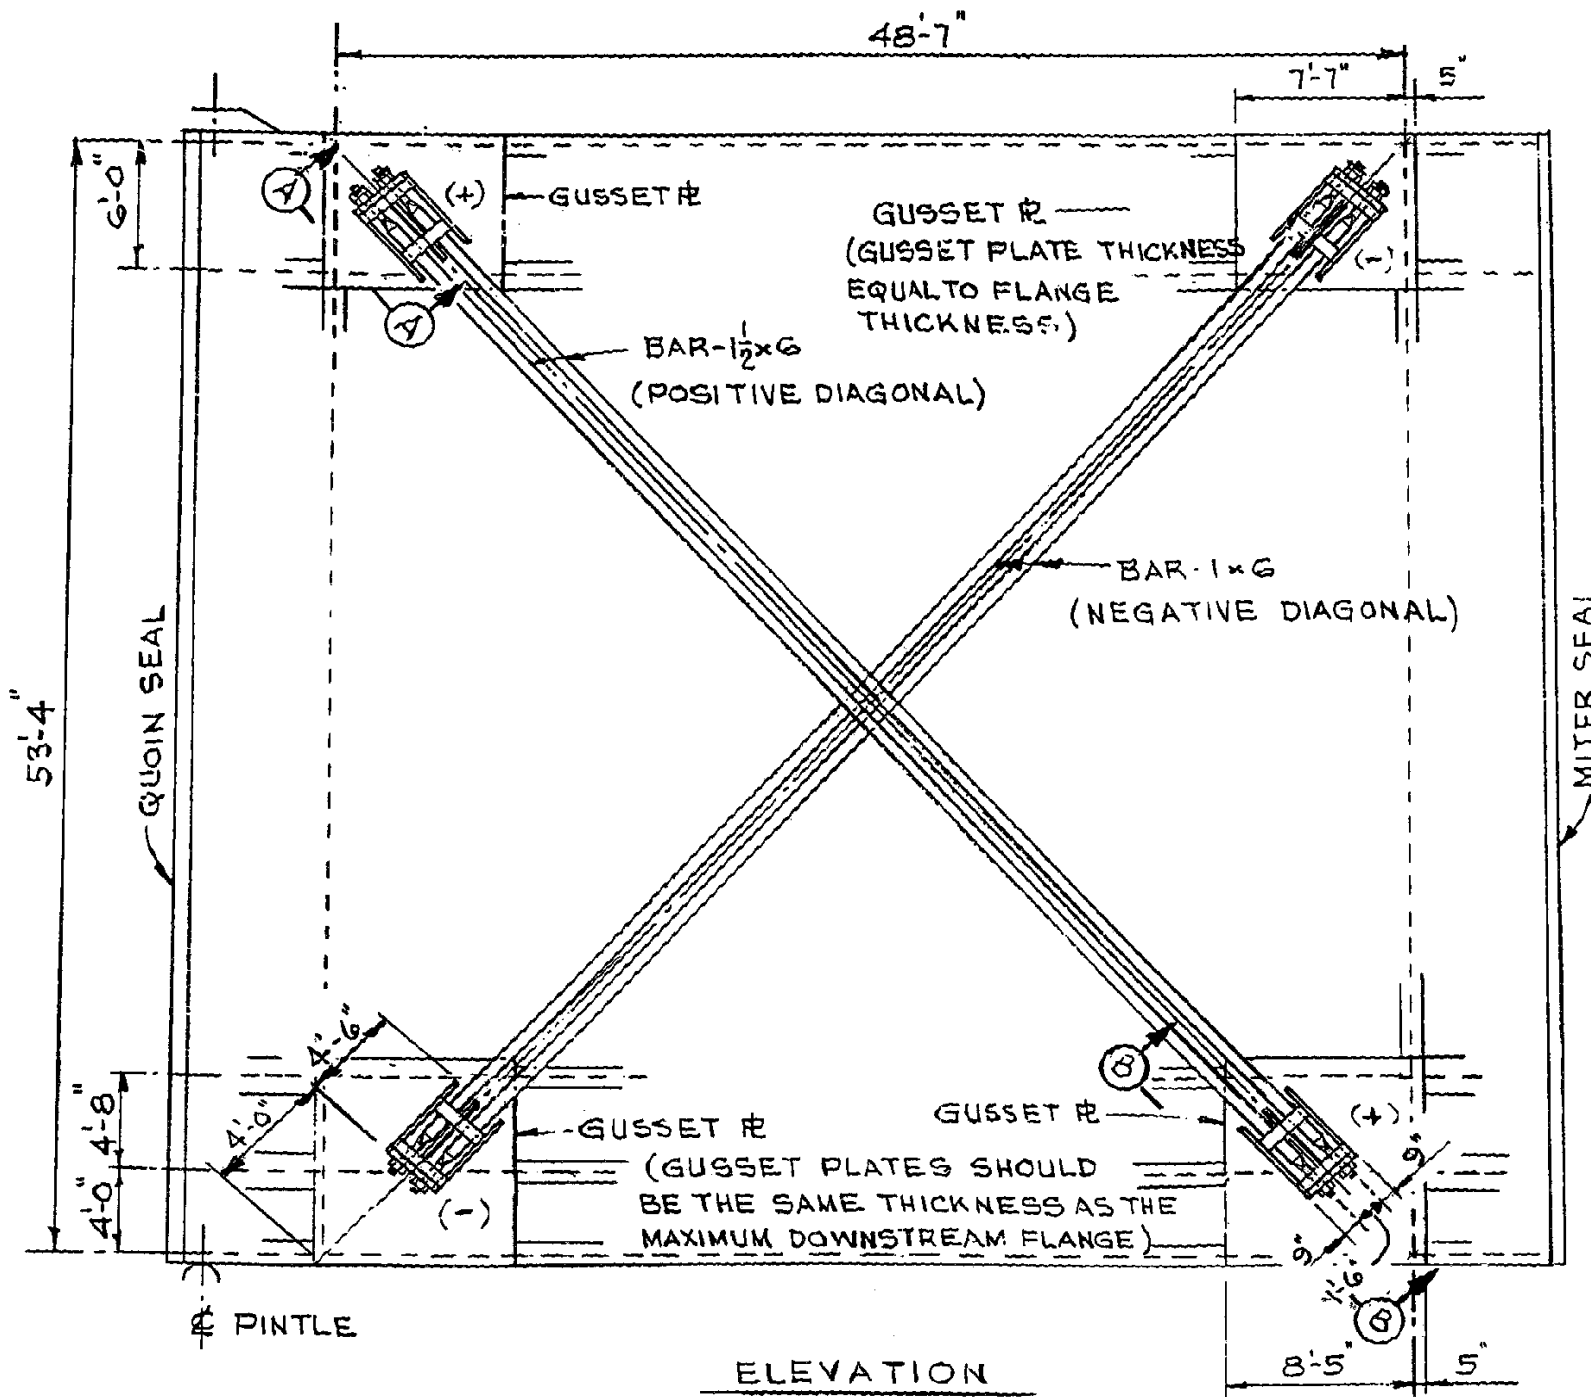 48'-7"
7'-7"
5"
6'-0"
A
(+)
GUSSET ⅊
GUSSET ⅊
(GUSSET PLATE THICKNESS
EQUAL TO FLANGE
THICKNESS)
(-)
A
BAR-1½×6
(POSITIVE DIAGONAL)
BAR-1×6
(NEGATIVE DIAGONAL)
QUOIN SEAL
MITER SEAL
53'-4"
4'-6"
4'-0"
4'-8"
4'-0"
B
GUSSET ⅊
GUSSET ⅊
(+)
(GUSSET PLATES SHOULD
BE THE SAME THICKNESS AS THE
MAXIMUM DOWNSTREAM FLANGE)
(-)
9"
9"
1'-6"
B
℄ PINTLE
8'-5"
5"
ELEVATION